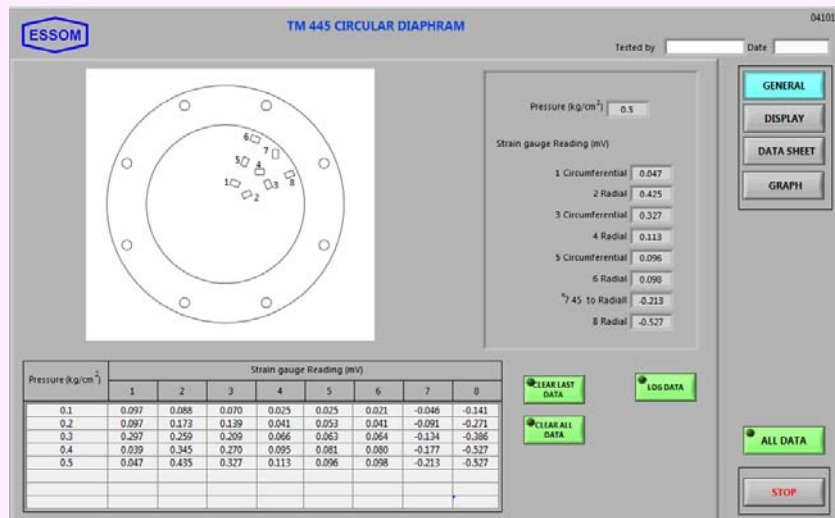 ESSOM
TM 445 CIRCULAR DIAPHRAM
04101
Tested by
Date
6
7
5
4
1
3
8
2
Pressure (kg/cm²) 0.5
Strain gauge Reading (mV)
1 Circumferential 0.047
2 Radial 0.425
3 Circumferential 0.327
4 Radial 0.113
5 Circumferential 0.096
6 Radial 0.098
°7 45 to Radiall -0.213
8 Radial -0.527
GENERAL
DISPLAY
DATA SHEET
GRAPH
Pressure (kg/cm²) Strain gauge Reading (mV)
1 2 3 4 5 6 7 8
0.1 0.097 0.088 0.070 0.025 0.025 0.021 -0.046 -0.141
0.2 0.097 0.173 0.139 0.041 0.053 0.041 -0.091 -0.271
0.3 0.297 0.259 0.209 0.066 0.063 0.064 -0.134 -0.386
0.4 0.039 0.345 0.270 0.095 0.081 0.080 -0.177 -0.527
0.5 0.047 0.435 0.327 0.113 0.096 0.098 -0.213 -0.527
CLEAR LAST
DATA
LOG DATA
CLEAR ALL
DATA
ALL DATA
STOP